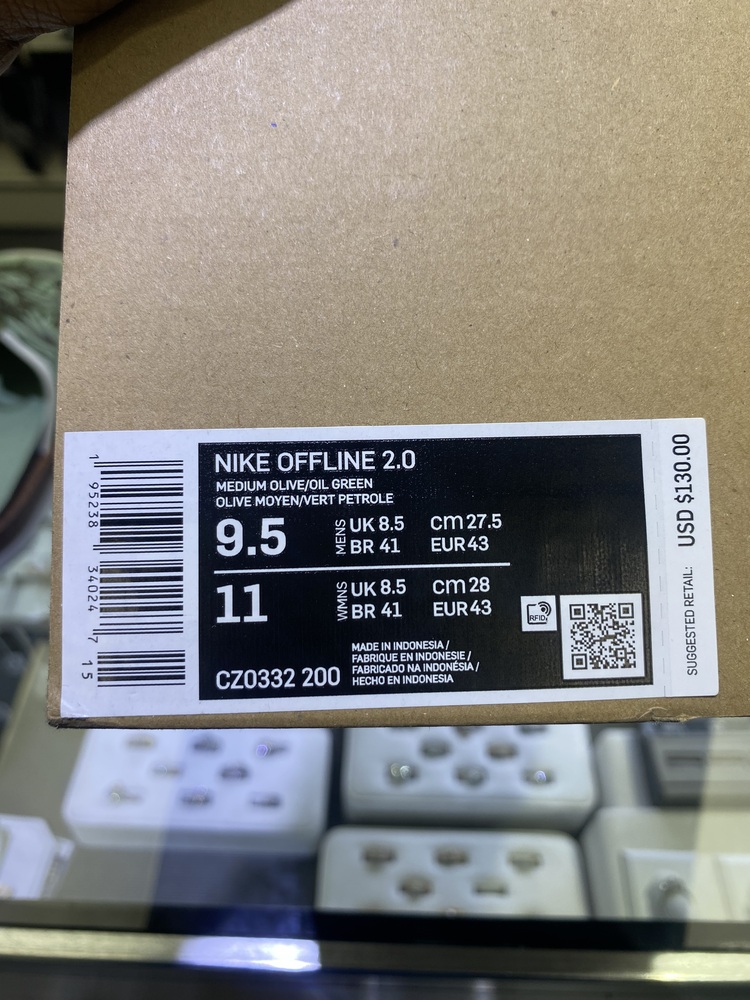 NIKE OFFLINE 2.0
MEDIUM OLIVE/OIL GREEN
OLIVE MOYEN/VERT PETROLE
9.5 MENS UK 8.5 cm 27.5
BR 41 EUR 43
11 WMNS UK 8.5 cm 28
BR 41 EUR 43
RFID
CZ0332 200
MADE IN INDONESIA /
FABRIQUE EN INDONESIE /
FABRICADO NA INDONÉSIA /
HECHO EN INDONESIA
1 95238 34024 7 15
SUGGESTED RETAIL: USD $130.00